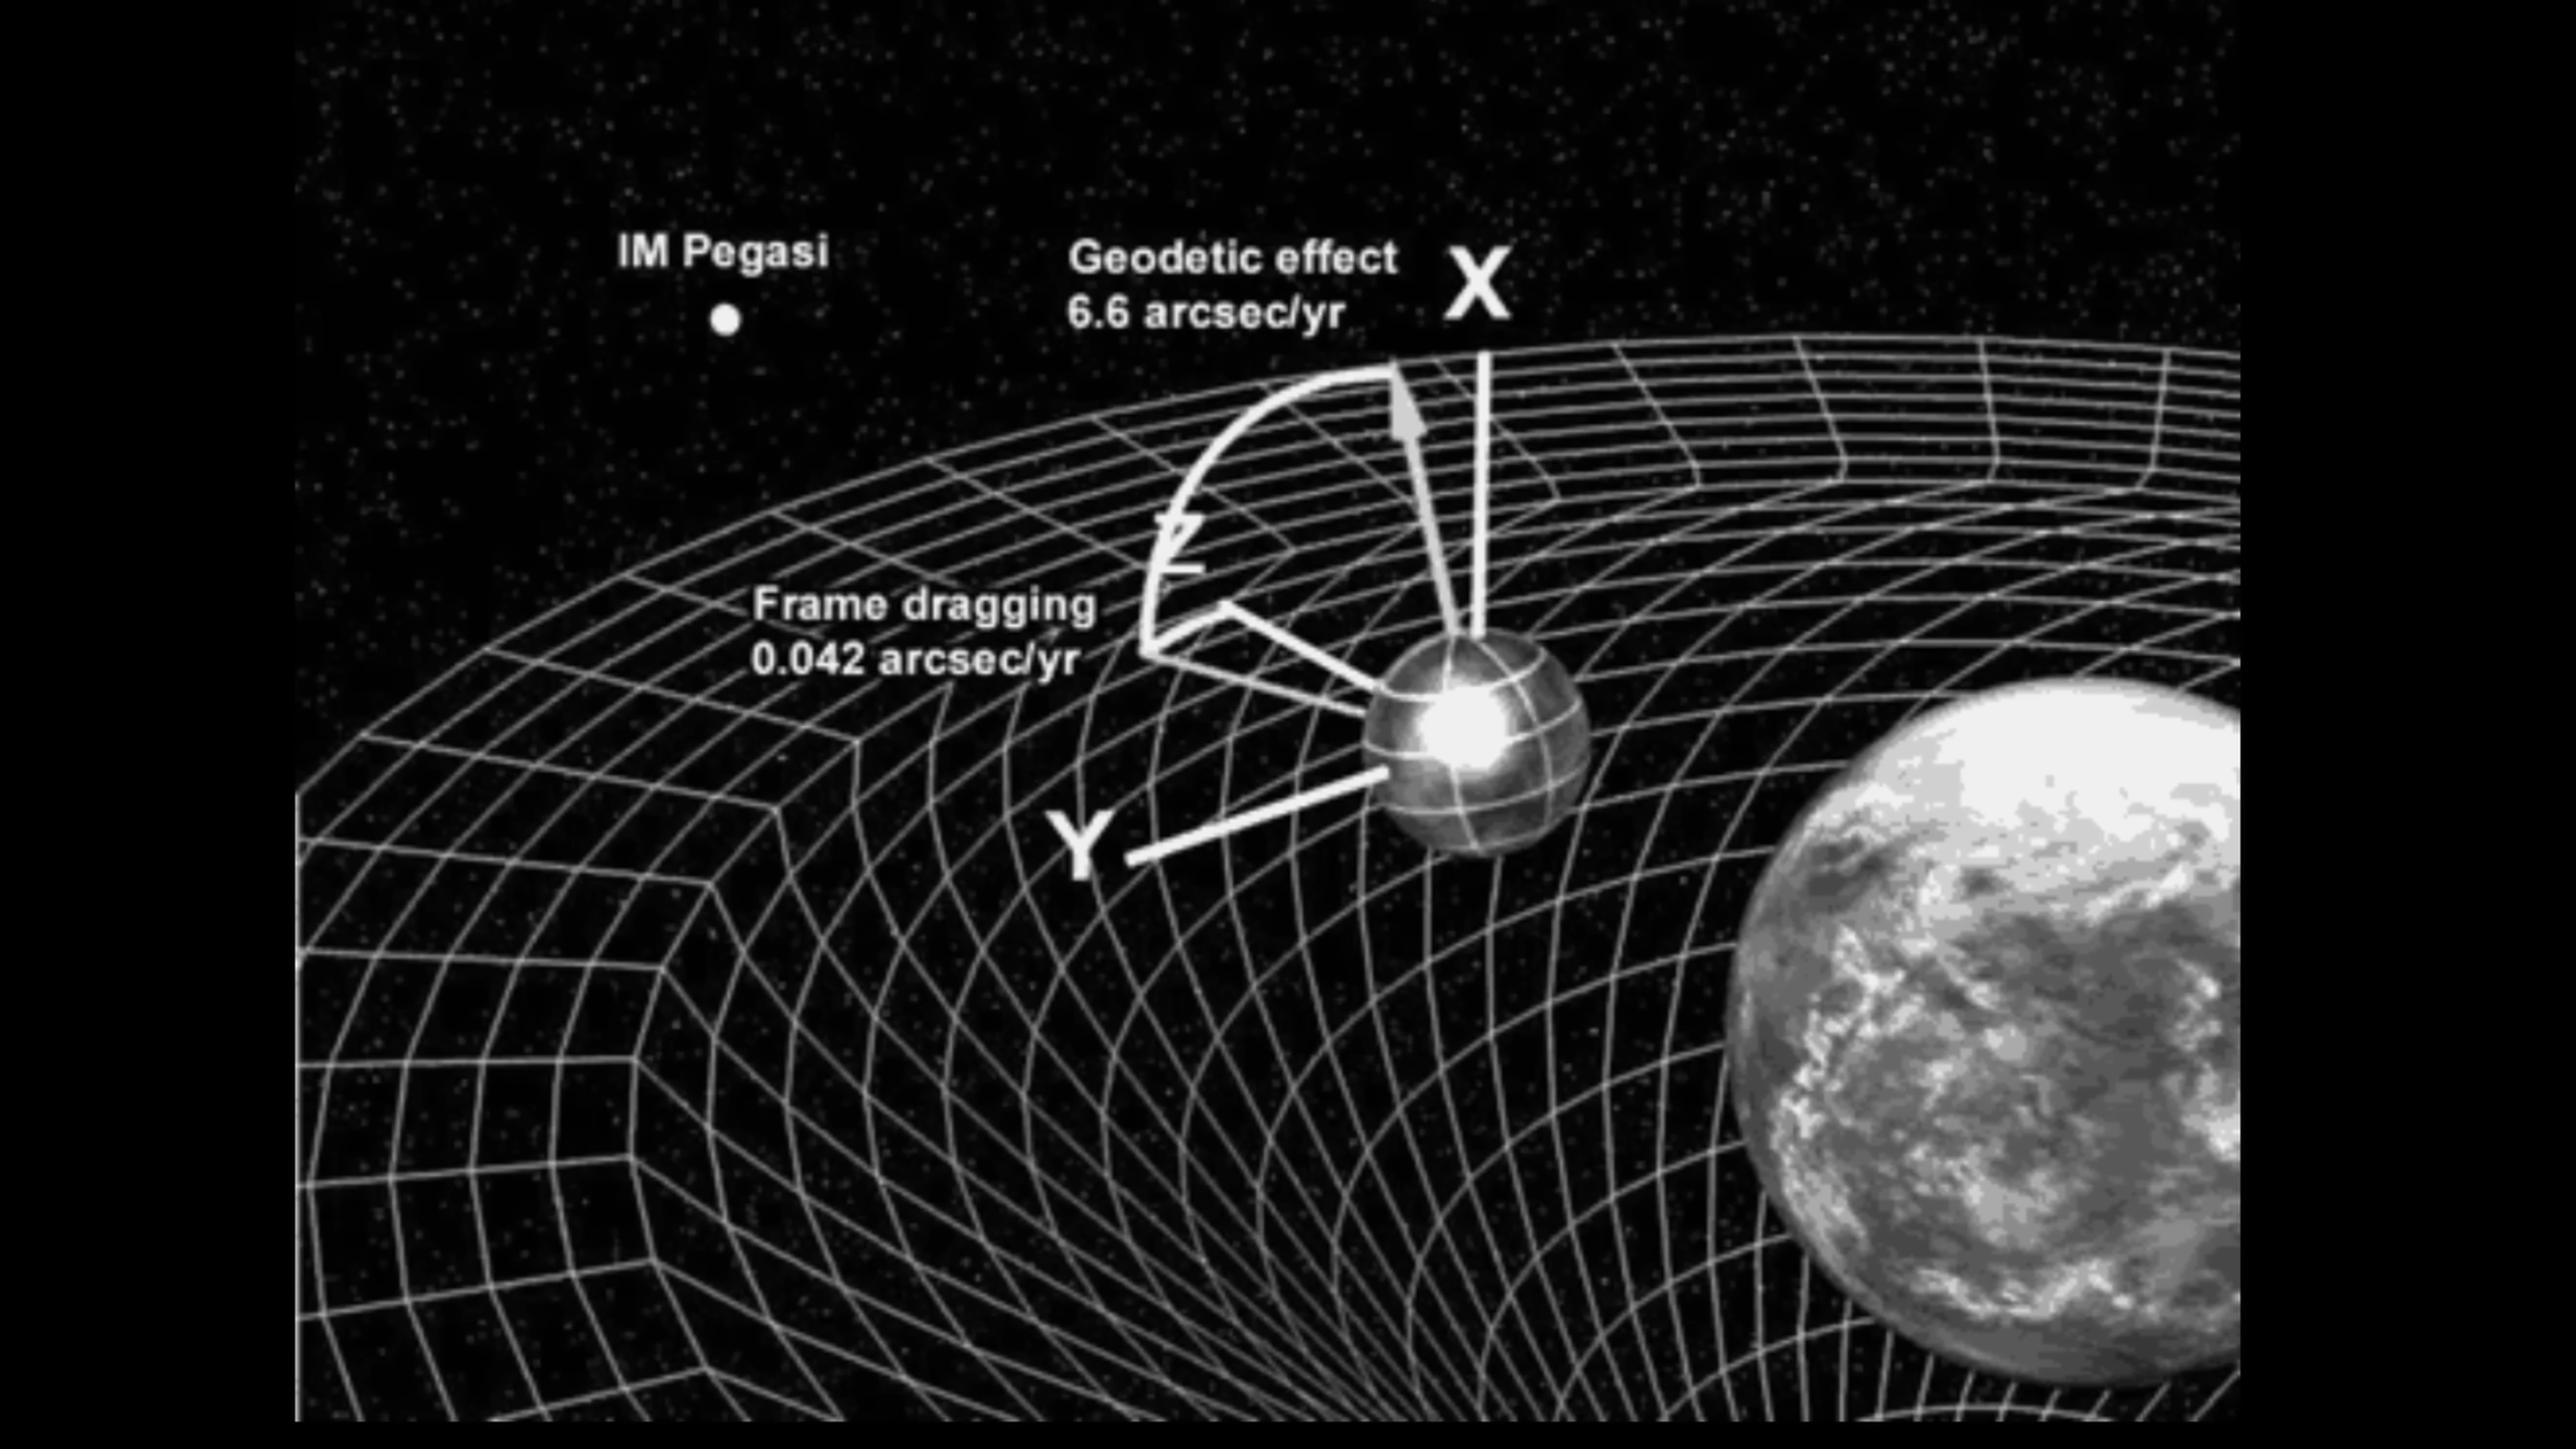 IM Pegasi
Geodetic effect
6.6 arcsec/yr
X
Z
Frame dragging
0.042 arcsec/yr
Y